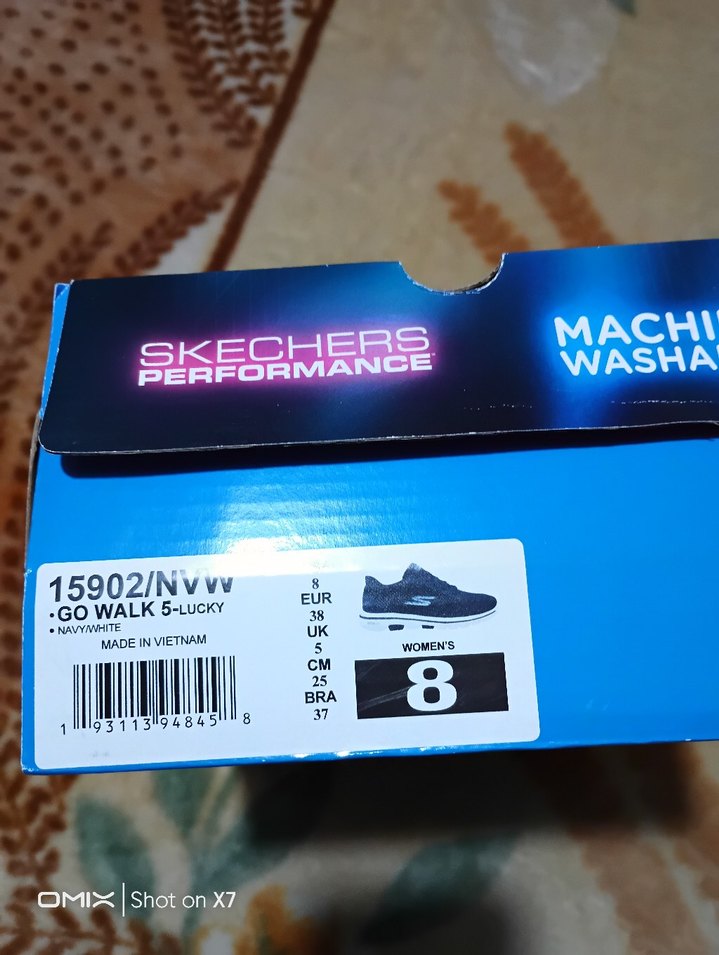 SKECHERS
PERFORMANCE
WASHA
15902/NVW
•GO WALK 5-LUCKY
• NAVY/WHITE
MADE IN VIETNAM
1 93113 94845 8
8
EUR
38
UK
5
CM
25
BRA
37
WOMEN'S
8
OMIX | Shot on X7